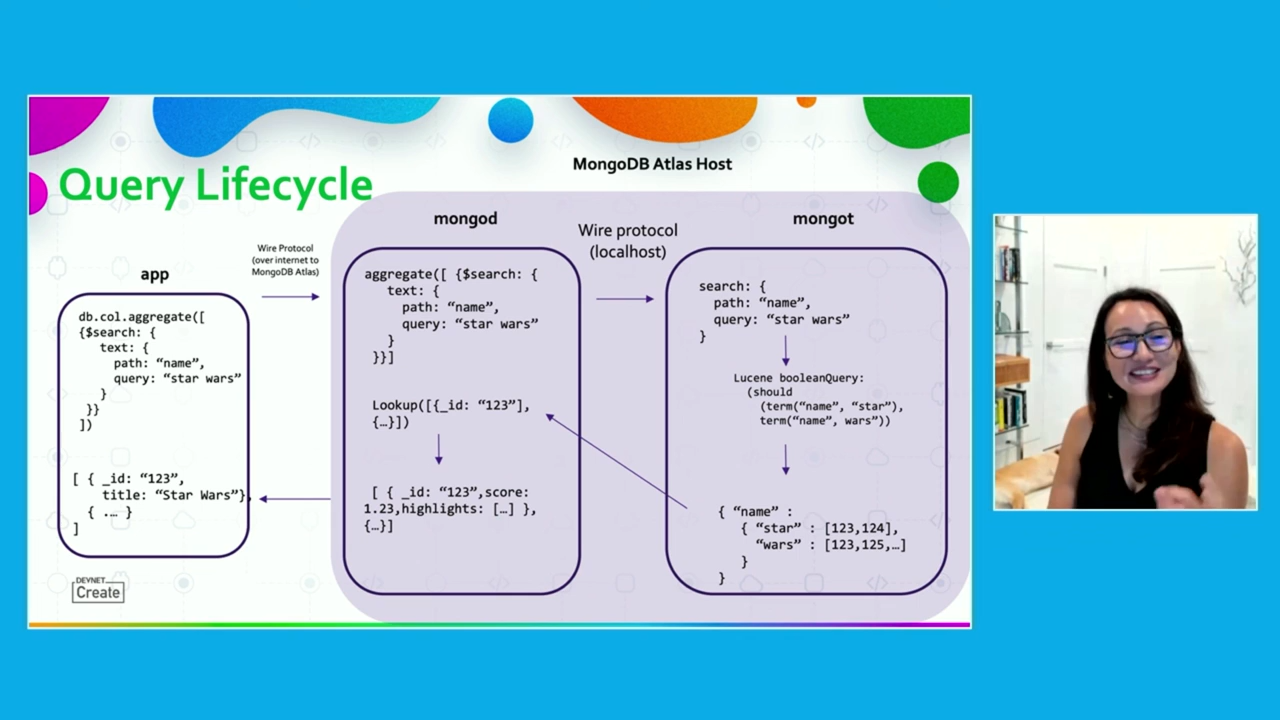 Query Lifecycle
MongoDB Atlas Host
app
db.col.aggregate([
{$search: {
text: {
path: “name”,
query: “star wars”
}
}}
])
[ { _id: “123”,
title: “Star Wars”},
{ … }
]
Wire Protocol
(over internet to
MongoDB Atlas)
mongod
aggregate([ {$search: {
text: {
path: “name”,
query: “star wars”
}
}}]
Lookup([{_id: “123”],
{…}])
[ { _id: “123”,score:
1.23,highlights: […] },
{…}]
Wire protocol
(localhost)
mongot
search: {
path: “name”,
query: “star wars”
}
Lucene booleanQuery:
(should
(term(“name”, “star”),
term(“name”, wars”))
{ “name” :
{ “star” : [123,124],
“wars” : [123,125,…]
}
}
DEVNET
Create